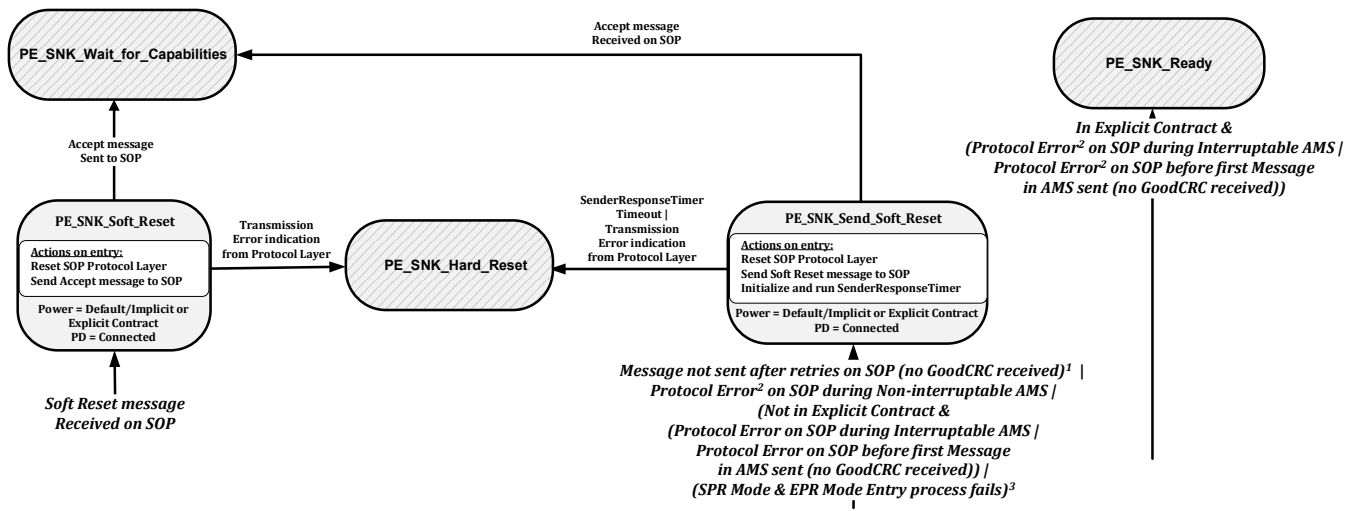 Accept message
Received on SOP
PE_SNK_Wait_for_Capabilities
PE_SNK_Ready
In Explicit Contract &
(Protocol Error² on SOP during Interruptable AMS |
Protocol Error² on SOP before first Message
in AMS sent (no GoodCRC received))
Accept message
Sent to SOP
PE_SNK_Soft_Reset
Actions on entry:
Reset SOP Protocol Layer
Send Accept message to SOP
Power = Default/Implicit or
Explicit Contract
PD = Connected
Transmission
Error indication
from Protocol Layer
PE_SNK_Hard_Reset
SenderResponseTimer
Timeout |
Transmission
Error indication
from Protocol Layer
PE_SNK_Send_Soft_Reset
Actions on entry:
Reset SOP Protocol Layer
Send Soft Reset message to SOP
Initialize and run SenderResponseTimer
Power = Default/Implicit or Explicit Contract
PD = Connected
Soft Reset message
Received on SOP
Message not sent after retries on SOP (no GoodCRC received)¹ |
Protocol Error² on SOP during Non-interruptable AMS |
(Not in Explicit Contract &
(Protocol Error on SOP during Interruptable AMS |
Protocol Error on SOP before first Message
in AMS sent (no GoodCRC received)) |
(SPR Mode & EPR Mode Entry process fails)³